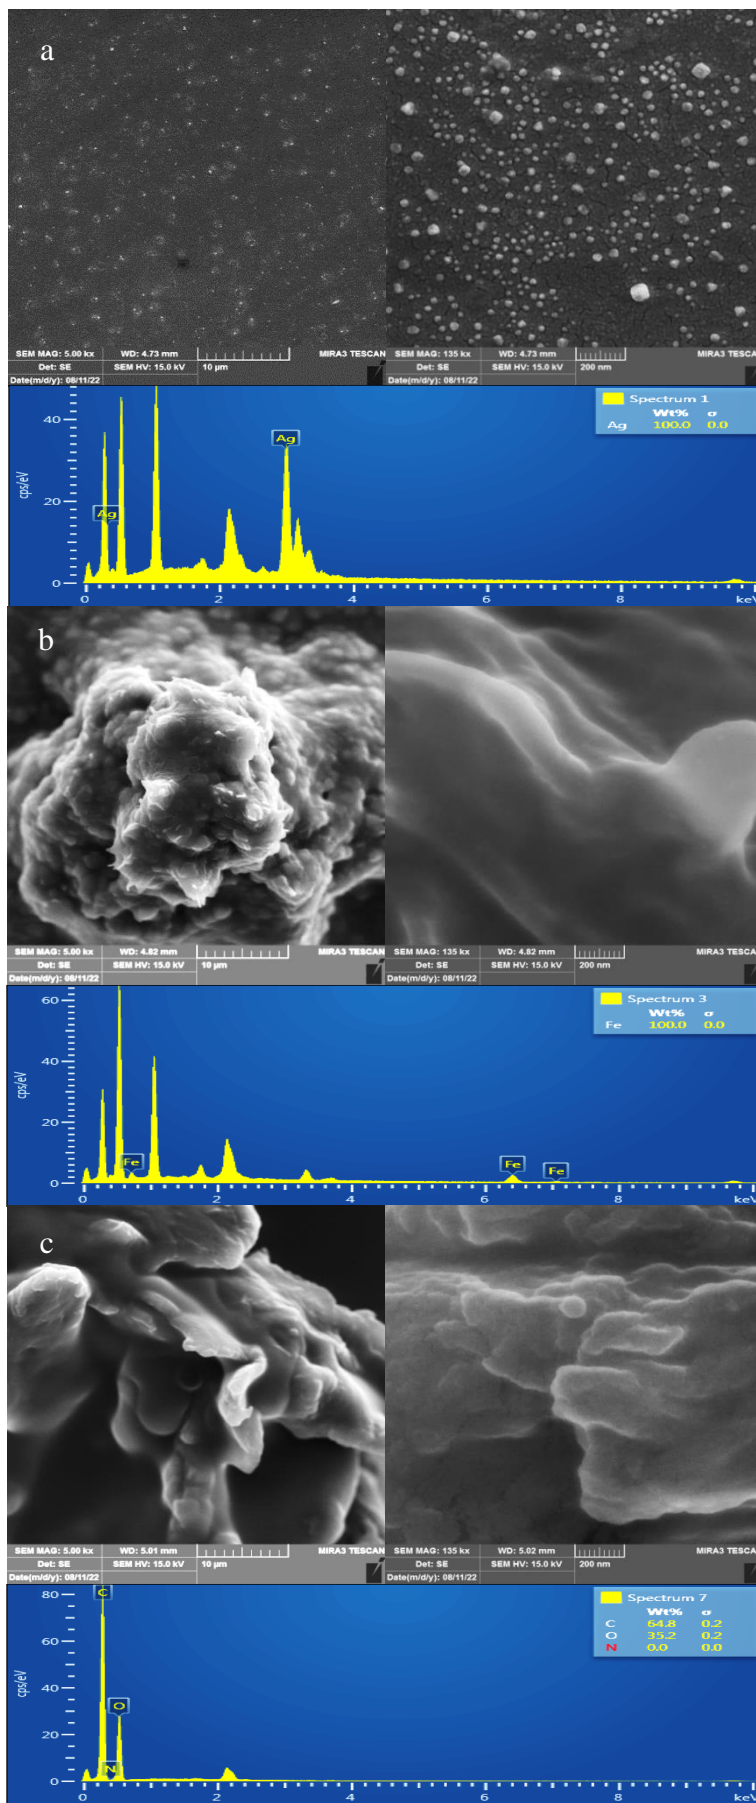 a
SEM MAG: 5.00 kx WD: 4.73 mm MIRA3 TESCAN
Det: SE SEM HV: 15.0 kV 10 µm
Date(m/d/y): 08/11/22
SEM MAG: 135 kx WD: 4.73 mm MIRA3 TESCAN
Det: SE SEM HV: 15.0 kV 200 nm
Date(m/d/y): 08/11/22
Spectrum 1
Wt% σ
Ag 100.0 0.0
cps/eV
40
20
0
Ag
Ag
0 2 4 6 8 keV
b
SEM MAG: 5.00 kx WD: 4.82 mm MIRA3 TESCAN
Det: SE SEM HV: 15.0 kV 10 µm
Date(m/d/y): 08/11/22
SEM MAG: 135 kx WD: 4.82 mm MIRA3 TESCAN
Det: SE SEM HV: 15.0 kV 200 nm
Date(m/d/y): 08/11/22
Spectrum 3
Wt% σ
Fe 100.0 0.0
cps/eV
60
40
20
0
Fe
Fe
Fe
0 2 4 6 8 keV
c
SEM MAG: 5.00 kx WD: 5.01 mm MIRA3 TESCAN
Det: SE SEM HV: 15.0 kV 10 µm
Date(m/d/y): 08/11/22
SEM MAG: 135 kx WD: 5.02 mm MIRA3 TESCAN
Det: SE SEM HV: 15.0 kV 200 nm
Date(m/d/y): 08/11/22
Spectrum 7
Wt% σ
C 64.8 0.2
O 35.2 0.2
N 0.0 0.0
cps/eV
80
60
40
20
0
C
O
N
0 2 4 6 8 keV